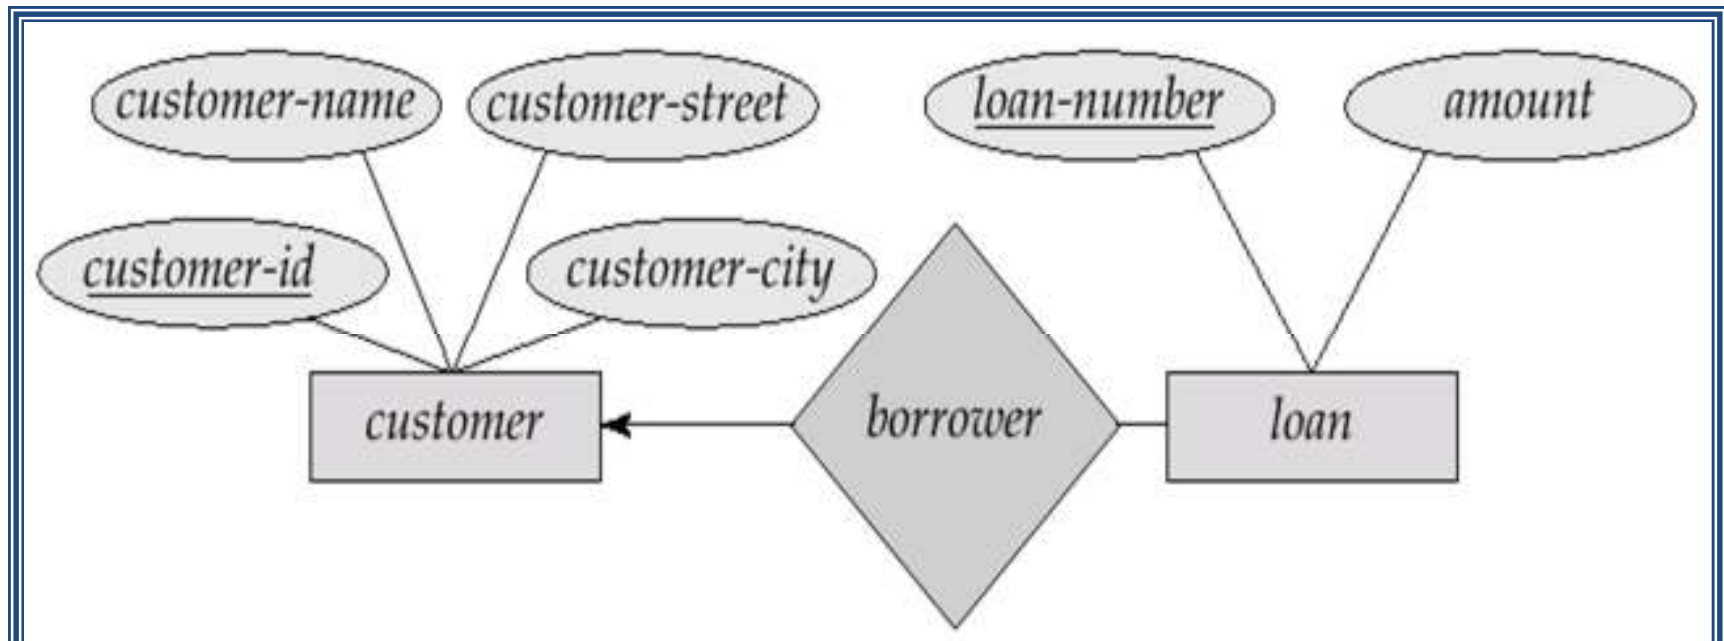 customer-name
customer-street
loan-number
amount
customer-id
customer-city
customer
borrower
loan